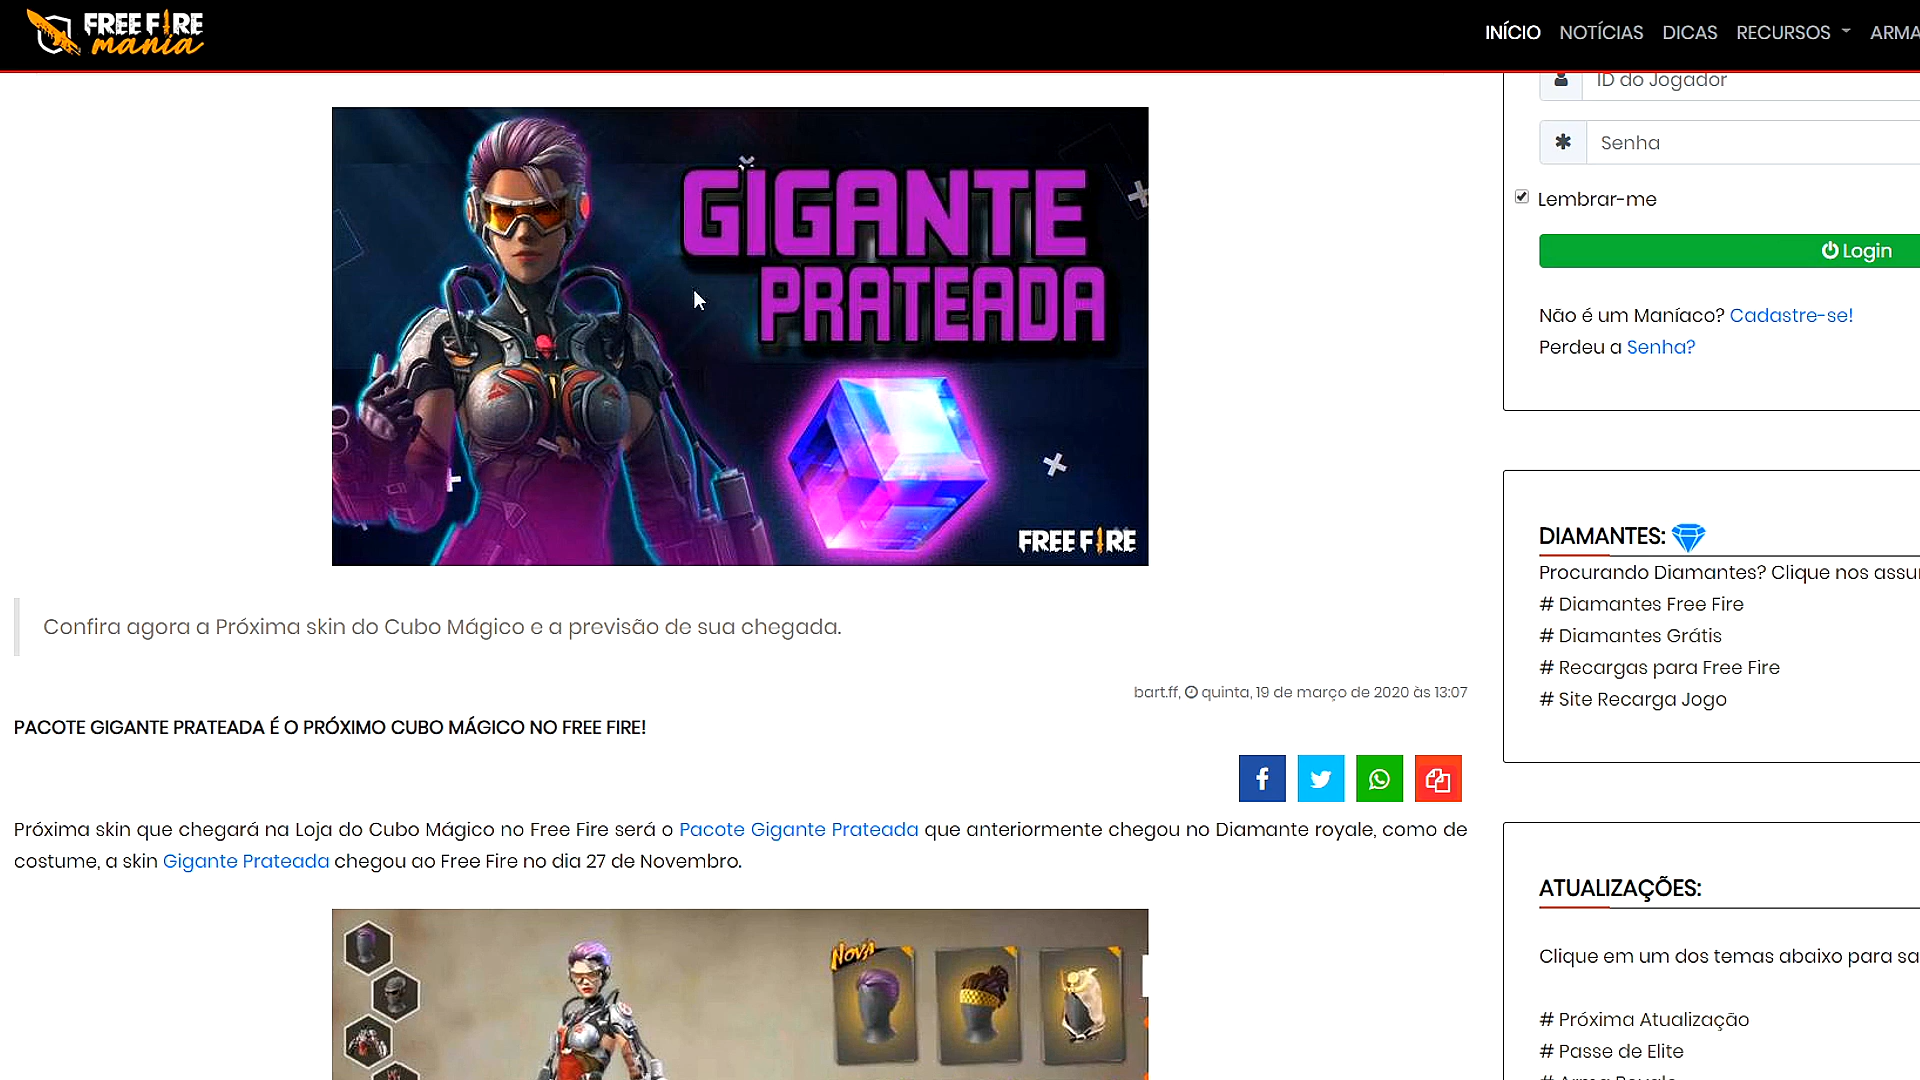 FREE FIRE
mania
INÍCIO NOTÍCIAS DICAS RECURSOS ARMA
ID do Jogador
Senha
Lembrar-me
Login
Não é um Maníaco? Cadastre-se!
Perdeu a Senha?
GIGANTE
PRATEADA
FREE FIRE
Confira agora a Próxima skin do Cubo Mágico e a previsão de sua chegada.
bart.ff, quinta, 19 de março de 2020 às 13:07
PACOTE GIGANTE PRATEADA É O PRÓXIMO CUBO MÁGICO NO FREE FIRE!
Próxima skin que chegará na Loja do Cubo Mágico no Free Fire será o Pacote Gigante Prateada que anteriormente chegou no Diamante royale, como de
costume, a skin Gigante Prateada chegou ao Free Fire no dia 27 de Novembro.
NOVA
DIAMANTES:
Procurando Diamantes? Clique nos assu
# Diamantes Free Fire
# Diamantes Grátis
# Recargas para Free Fire
# Site Recarga Jogo
ATUALIZAÇÕES:
Clique em um dos temas abaixo para sa
# Próxima Atualização
# Passe de Elite
# Arma Royale